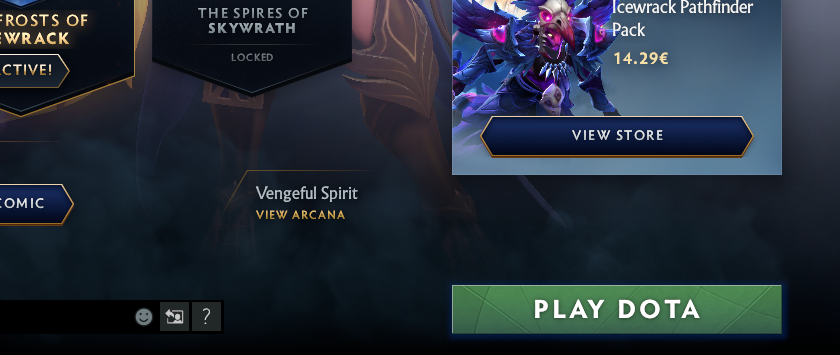 FROSTS OF
EWRACK
CTIVE!
THE SPIRES OF
SKYWRATH
LOCKED
Icewrack Pathfinder
Pack
14.29€
VIEW STORE
COMIC
Vengeful Spirit
VIEW ARCANA
?
PLAY DOTA